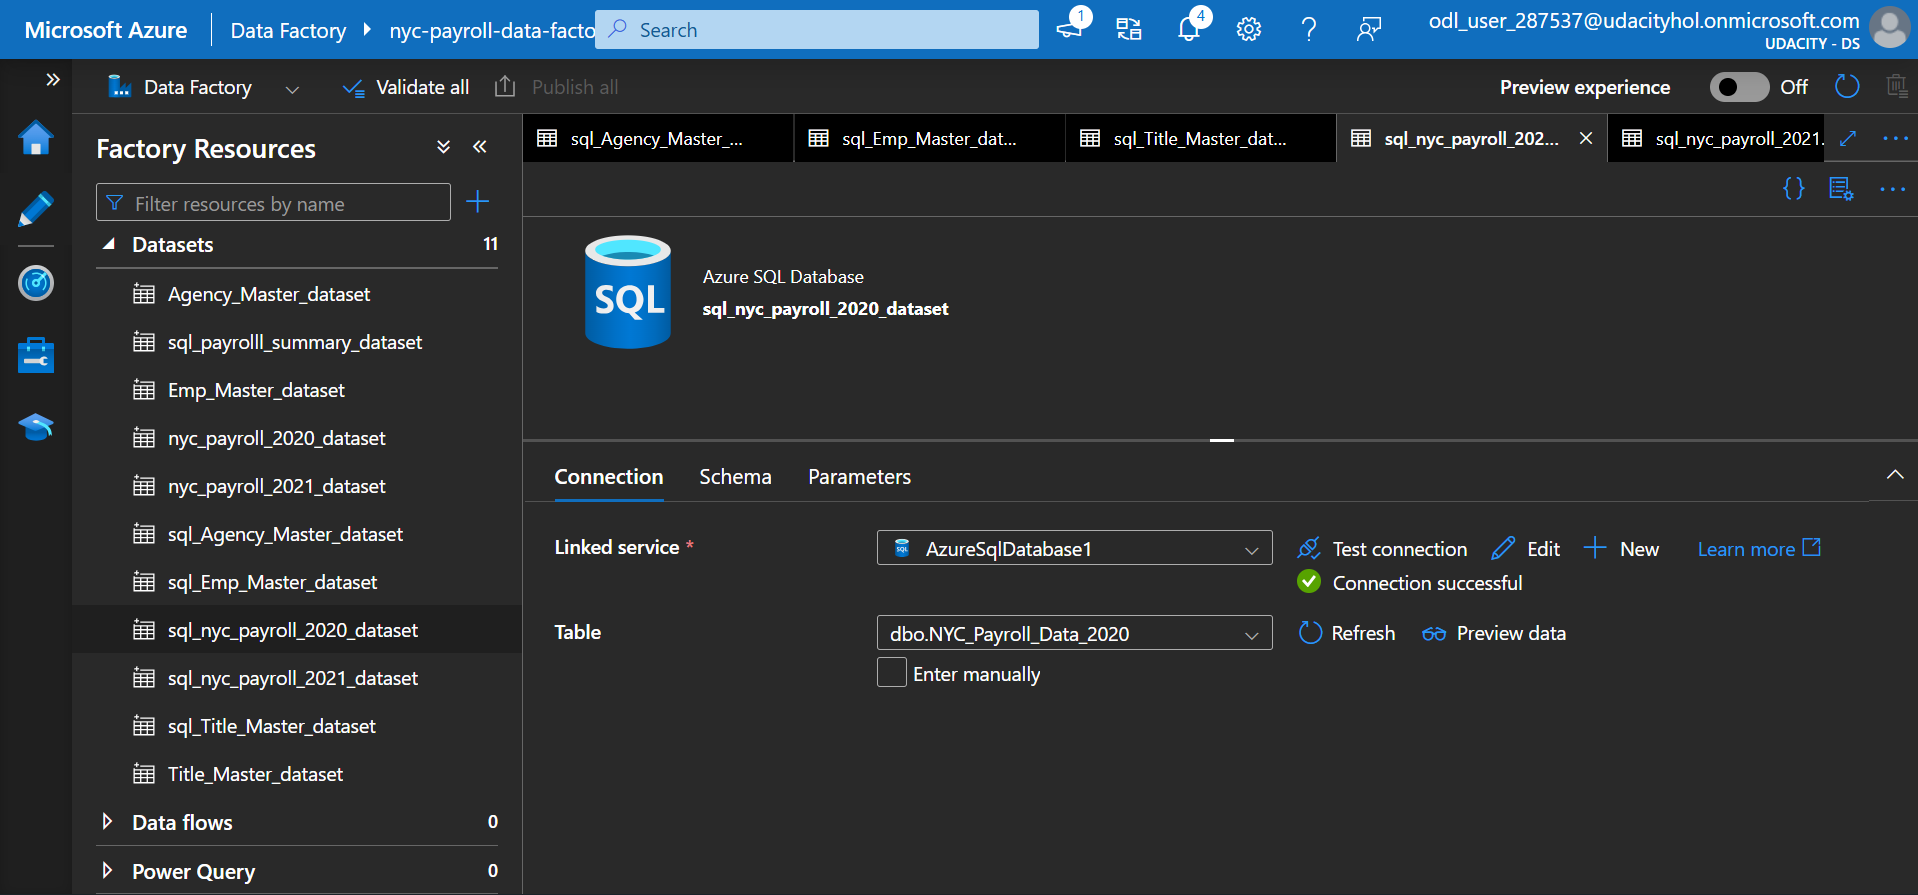 Microsoft Azure
Data Factory
nyc-payroll-data-facto
Search
1
4
odl_user_287537@udacityhol.onmicrosoft.com
UDACITY - DS
Data Factory
Validate all
Publish all
Preview experience
Off
Factory Resources
Filter resources by name
Datasets 11
Agency_Master_dataset
sql_payrolll_summary_dataset
Emp_Master_dataset
nyc_payroll_2020_dataset
nyc_payroll_2021_dataset
sql_Agency_Master_dataset
sql_Emp_Master_dataset
sql_nyc_payroll_2020_dataset
sql_nyc_payroll_2021_dataset
sql_Title_Master_dataset
Title_Master_dataset
Data flows 0
Power Query 0
sql_Agency_Master_...
sql_Emp_Master_dat...
sql_Title_Master_dat...
sql_nyc_payroll_202...
sql_nyc_payroll_2021.
SQL
Azure SQL Database
sql_nyc_payroll_2020_dataset
Connection
Schema
Parameters
Linked service *
SQL
AzureSqlDatabase1
Test connection
Edit
New
Learn more
Connection successful
Table
dbo.NYC_Payroll_Data_2020
Refresh
Preview data
Enter manually